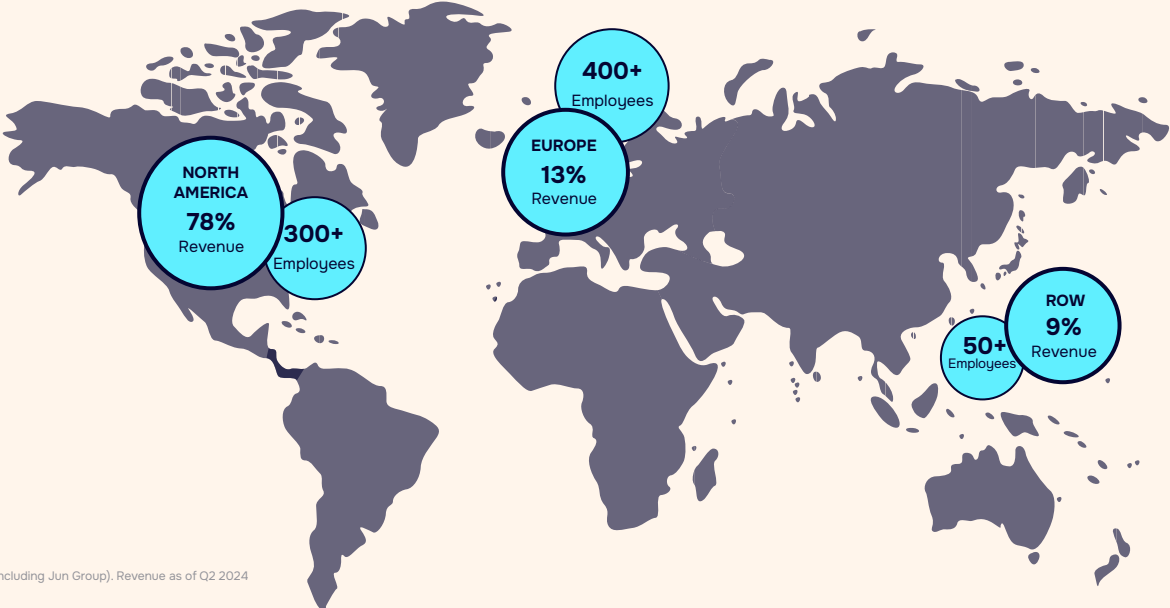 400+
Employees
EUROPE
13%
Revenue
NORTH
AMERICA
78%
Revenue
300+
Employees
ROW
9%
Revenue
50+
Employees
including Jun Group). Revenue as of Q2 2024